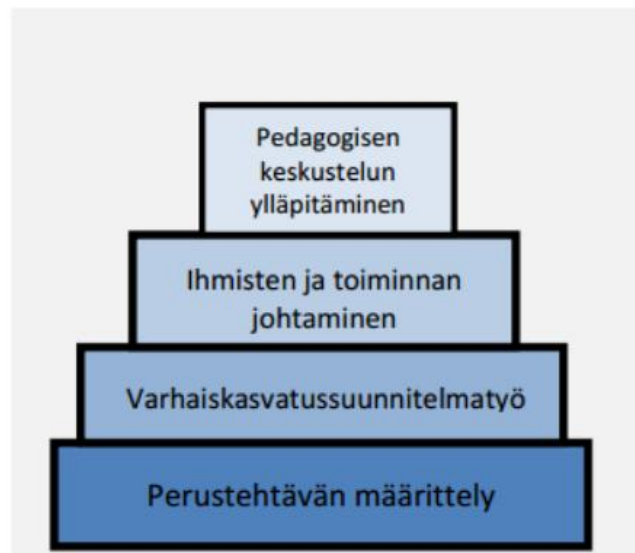 Pedagogisen
keskustelun
ylläpitäminen
Ihmisten ja toiminnan
johtaminen
Varhaiskasvatussuunnitelmatyö
Perustehtävän määrittely